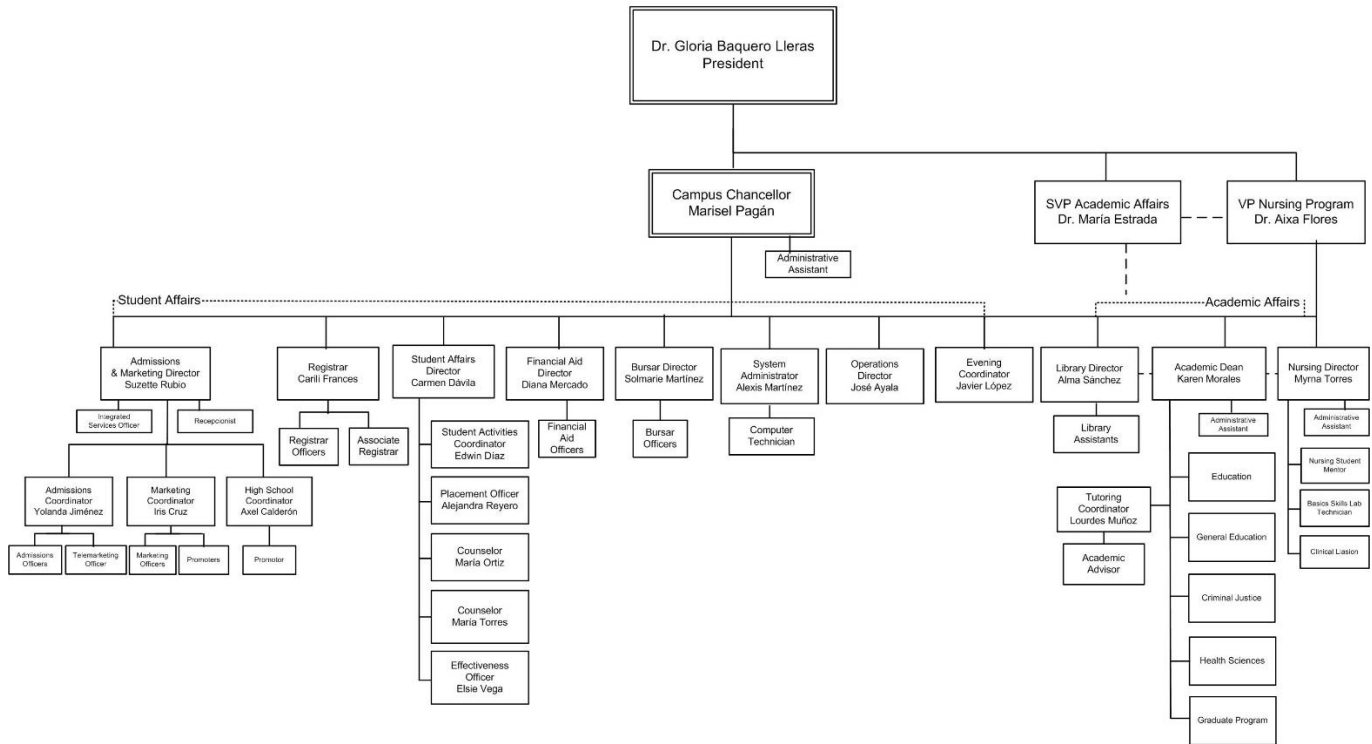 Dr. Gloria Baquero Lleras
President
Campus Chancellor
Marisel Pagán
SVP Academic Affairs
Dr. María Estrada
VP Nursing Program
Dr. Aixa Flores
Administrative
Assistant
Student Affairs
Academic Affairs
Admissions
& Marketing Director
Suzette Rubio
Registrar
Carili Frances
Student Affairs
Director
Carmen Dávila
Financial Aid
Director
Diana Mercado
Bursar Director
Solmarie Martínez
System
Administrator
Alexis Martínez
Operations
Director
José Ayala
Evening
Coordinator
Javier López
Library Director
Alma Sánchez
Academic Dean
Karen Morales
Nursing Director
Myrna Torres
Integrated
Services Officer
Recepcionist
Registrar
Officers
Associate
Registrar
Financial
Aid
Officers
Bursar
Officers
Computer
Technician
Library
Assistants
Administrative
Assistant
Administrative
Assistant
Student Activities
Coordinator
Edwin Díaz
Placement Officer
Alejandra Reyero
Counselor
María Ortiz
Counselor
María Torres
Effectiveness
Officer
Elsie Vega
Admissions
Coordinator
Yolanda Jiménez
Marketing
Coordinator
Iris Cruz
High School
Coordinator
Axel Calderón
Admissions
Officers
Telemarketing
Officer
Marketing
Officers
Promoters
Promotor
Tutoring
Coordinator
Lourdes Muñoz
Academic
Advisor
Education
General Education
Criminal Justice
Health Sciences
Graduate Program
Nursing Student
Mentor
Basios Skills Lab
Technician
Clinical Liasion